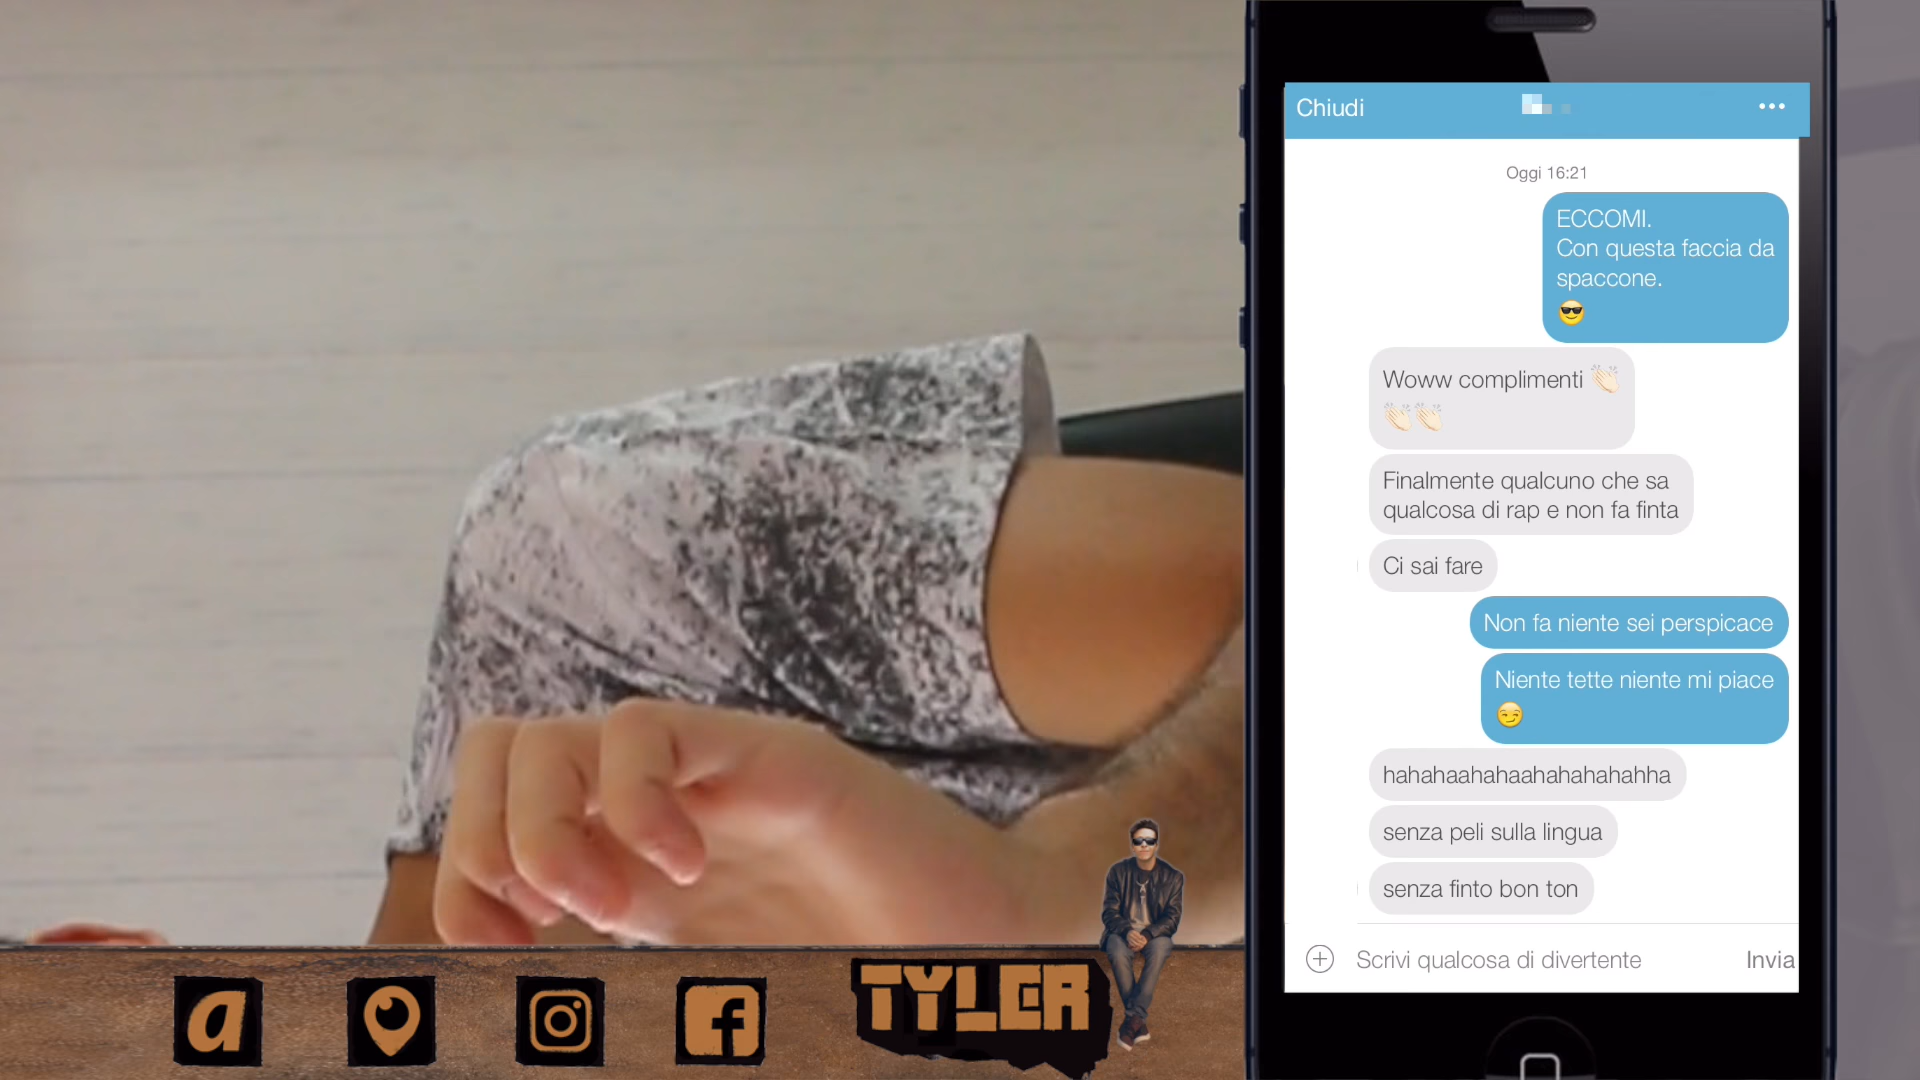 Chiudi
Oggi 16:21
ECCOMI.
Con questa faccia da
spaccone.
😎
Woww complimenti 👏🏻
👏🏻👏🏻
Finalmente qualcuno che sa
qualcosa di rap e non fa finta
Ci sai fare
Non fa niente sei perspicace
Niente tette niente mi piace
😏
hahahaahahaahahahahahha
senza peli sulla lingua
senza finto bon ton
Scrivi qualcosa di divertente
Invia
a
f
TYLER